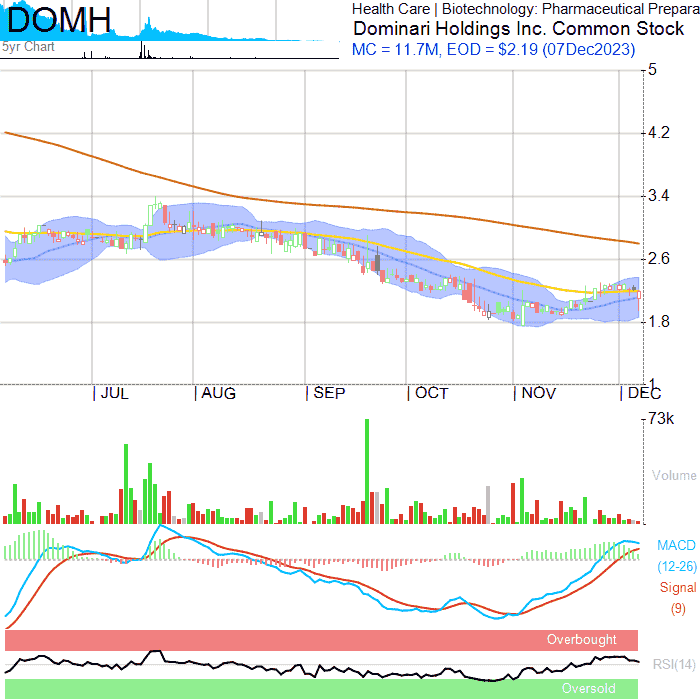 DOMH
5yr Chart
Health Care | Biotechnology: Pharmaceutical Prepara
Dominari Holdings Inc. Common Stock
MC = 11.7M, EOD = $2.19 (07Dec2023)
5
4.2
3.4
2.6
1.8
1
JUL
AUG
SEP
OCT
NOV
DEC
73k
Volume
MACD
(12-26)
Signal
(9)
Overbought
RSI(14)
Oversold